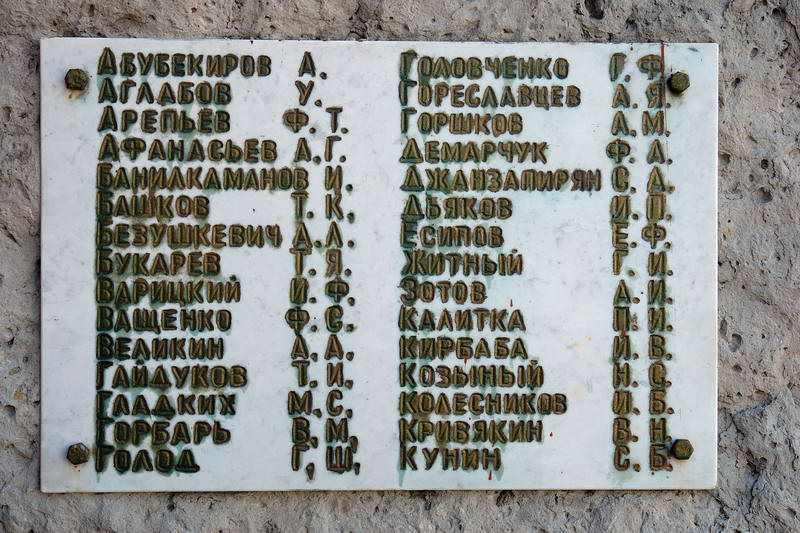 Абубекиров А.
Аглабов У.
Арепьев Ф. Т.
Афанасьев А. Г.
Банилкаманов И.
Башков Т. К.
Безушкевич А. А.
Букарев Т. Я.
Варицкий И. Ф.
Ващенко Ф. С.
Великин А. А.
Гайдуков Т. И.
Гладких М. С.
Горбарь В. М.
Голод Г. Ш.
Головченко Г. Ф.
Гореславцев А. Я.
Горшков А. М.
Демарчук Ф. А.
Джанзапирян С. А.
Дьяков И. П.
Есипов Е. Ф.
Житный Г. И.
Зотов А. И.
Калитка П. И.
Кирбаба И. В.
Козыный Н. С.
Колесников И. Б.
Кривякин В. Н.
Кунин С. Б.